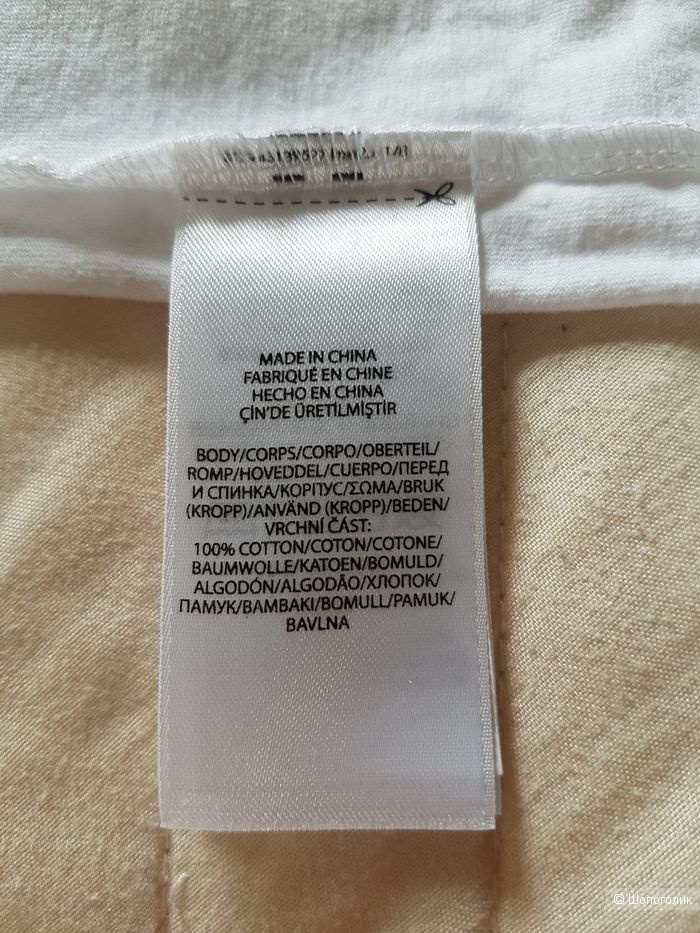 MADE IN CHINA
FABRIQUÉ EN CHINE
HECHO EN CHINA
ÇİN'DE ÜRETİLMİŞTİR
BODY/CORPS/CORPO/OBERTEIL/
ROMP/HOVEDDEL/CUERPO/ПЕРЕД
И СПИНКА/КОРПУС/ΣΩΜΑ/BRUK
(KROPP)/ANVÄND (KROPP)/BEDEN/
VRCHNÍ ČÁST:
100% COTTON/COTON/COTONE/
BAUMWOLLE/KATOEN/BOMULD/
ALGODÓN/ALGODÃO/ХЛОПОК/
ПАМУК/BAMBAKI/BOMULL/PAMUK/
BAVLNA
© Шопоголик